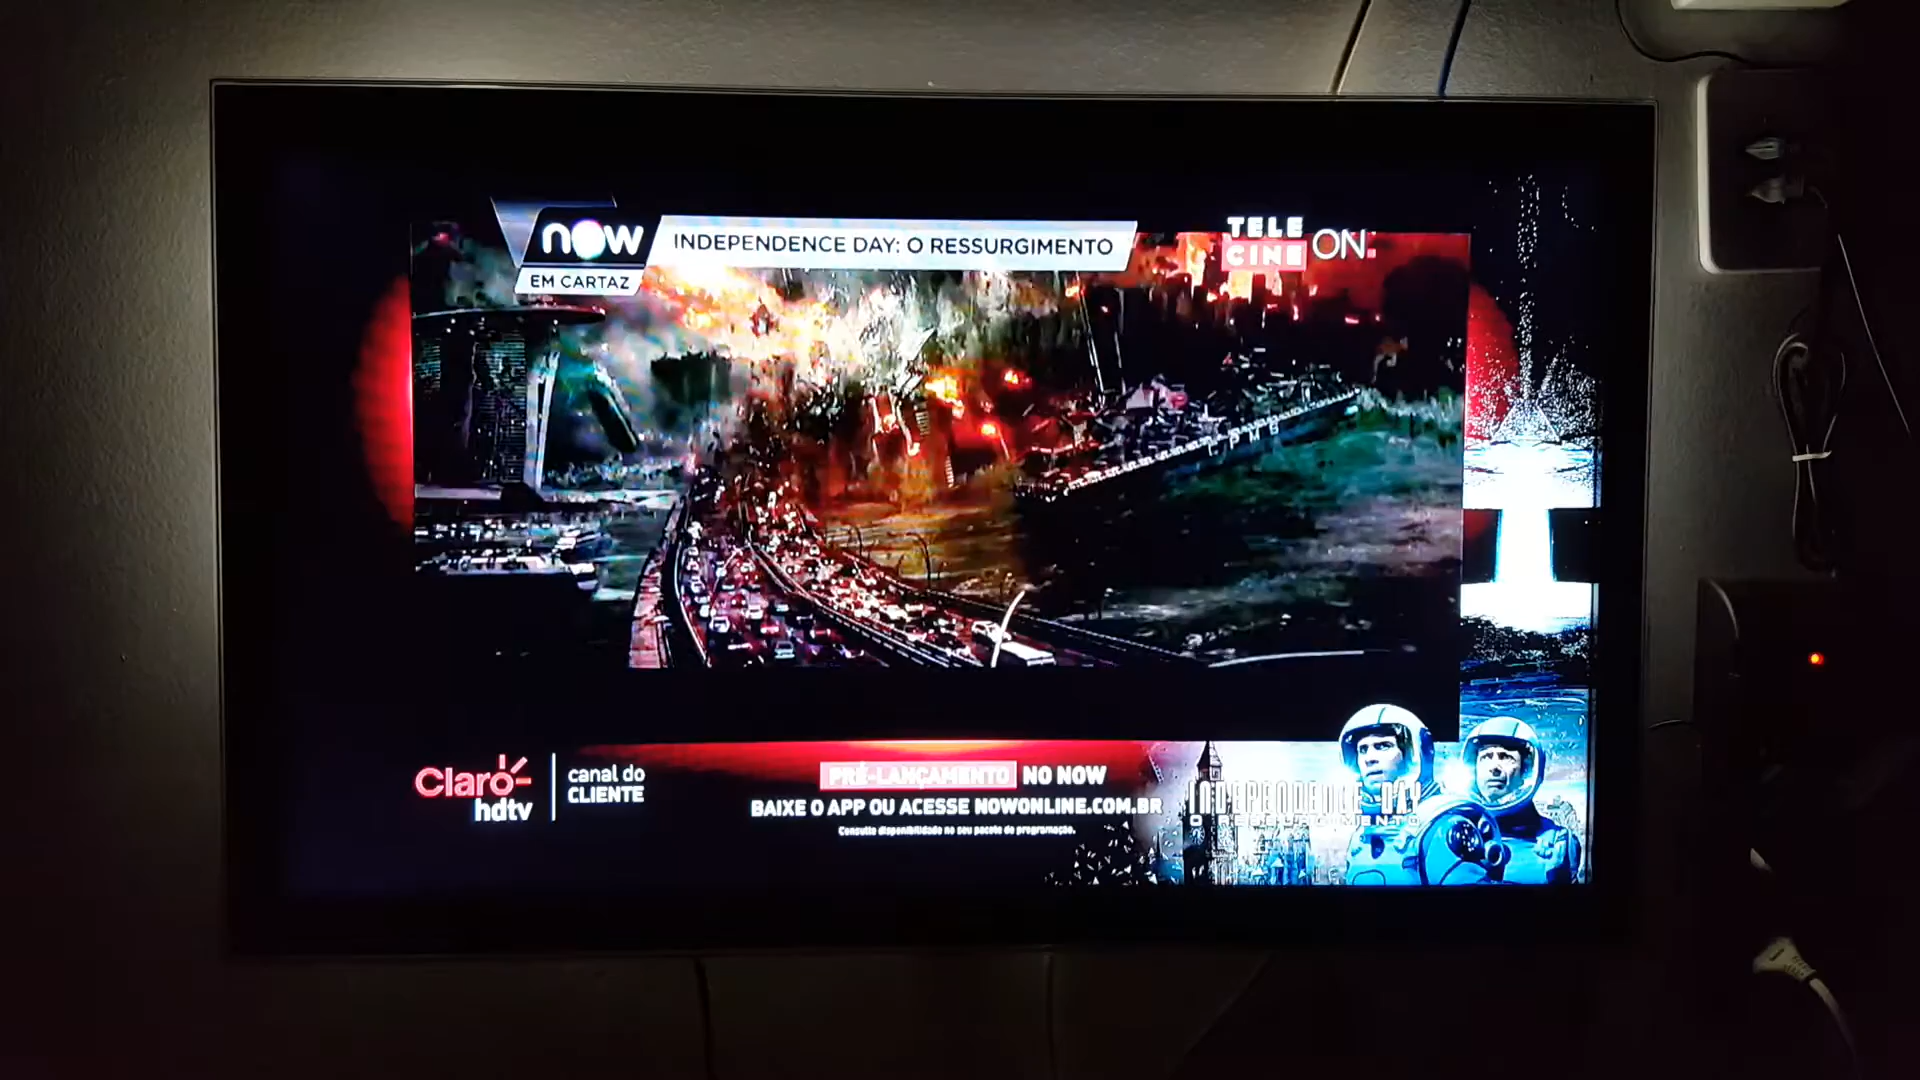 now
INDEPENDENCE DAY: O RESSURGIMENTO
EM CARTAZ
TELE
CINE ON.
Claro
hdtv
canal do
CLIENTE
PRÉ-LANÇAMENTO NO NOW
BAIXE O APP OU ACESSE NOWONLINE.COM.BR
Consulte disponibilidade no seu pacote de programação.
INDEPENDENCE DAY
O RESSURGIMENTO